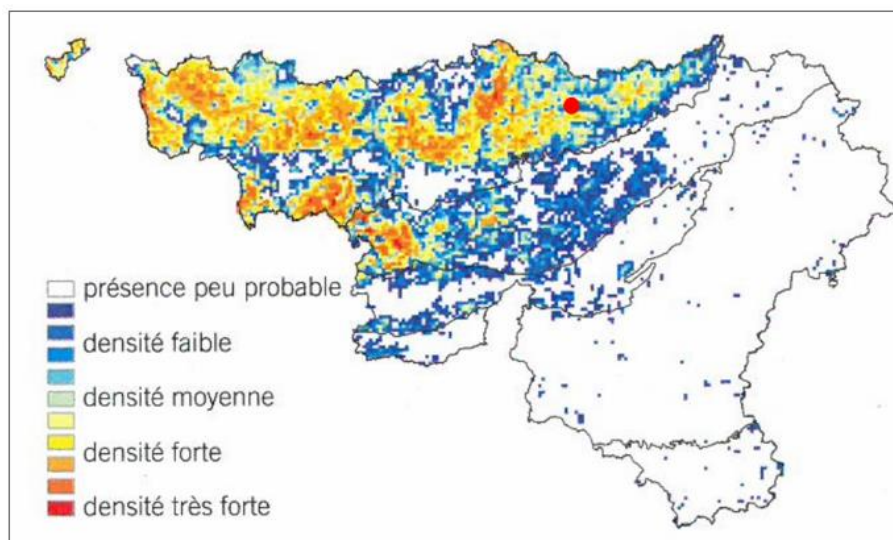 présence peu probable
densité faible
densité moyenne
densité forte
densité très forte